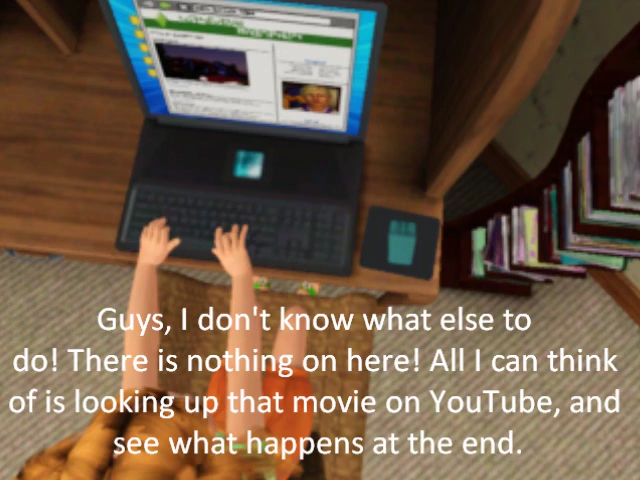 Guys, I don't know what else to
do! There is nothing on here! All I can think
of is looking up that movie on YouTube, and
see what happens at the end.